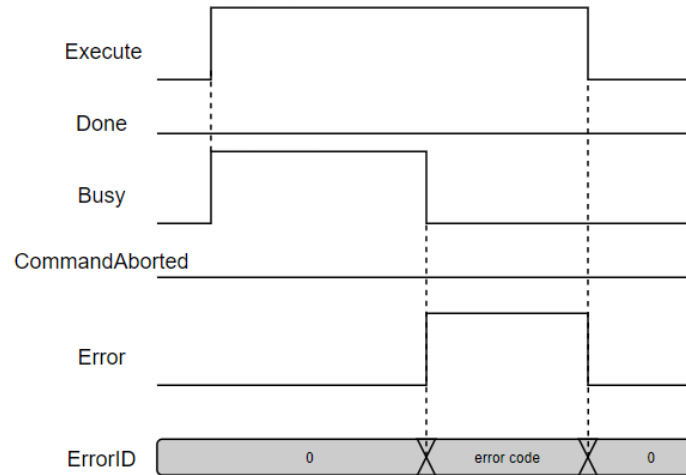 Execute
Done
Busy
CommandAborted
Error
ErrorID 0 error code 0